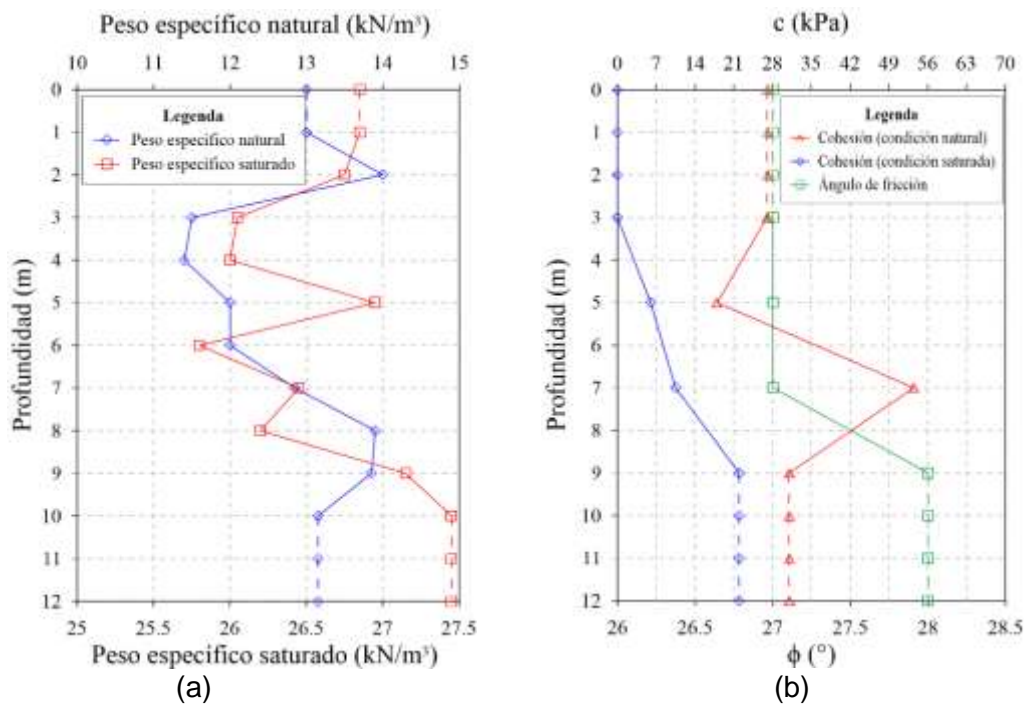 Peso específico natural (kN/m³)
10 11 12 13 14 15
Profundidad (m)
0
1
2
3
4
5
6
7
8
9
10
11
12
Legenda
Peso específico natural
Peso específico saturado
25 25.5 26 26.5 27 27.5
Peso específico saturado (kN/m³)
(a)
c (kPa)
0 7 14 21 28 35 42 49 56 63 70
Profundidad (m)
0
1
2
3
4
5
6
7
8
9
10
11
12
Legenda
Cohesión (condición natural)
Cohesión (condición saturada)
Ángulo de fricción
26 26.5 27 27.5 28 28.5
ϕ (°)
(b)